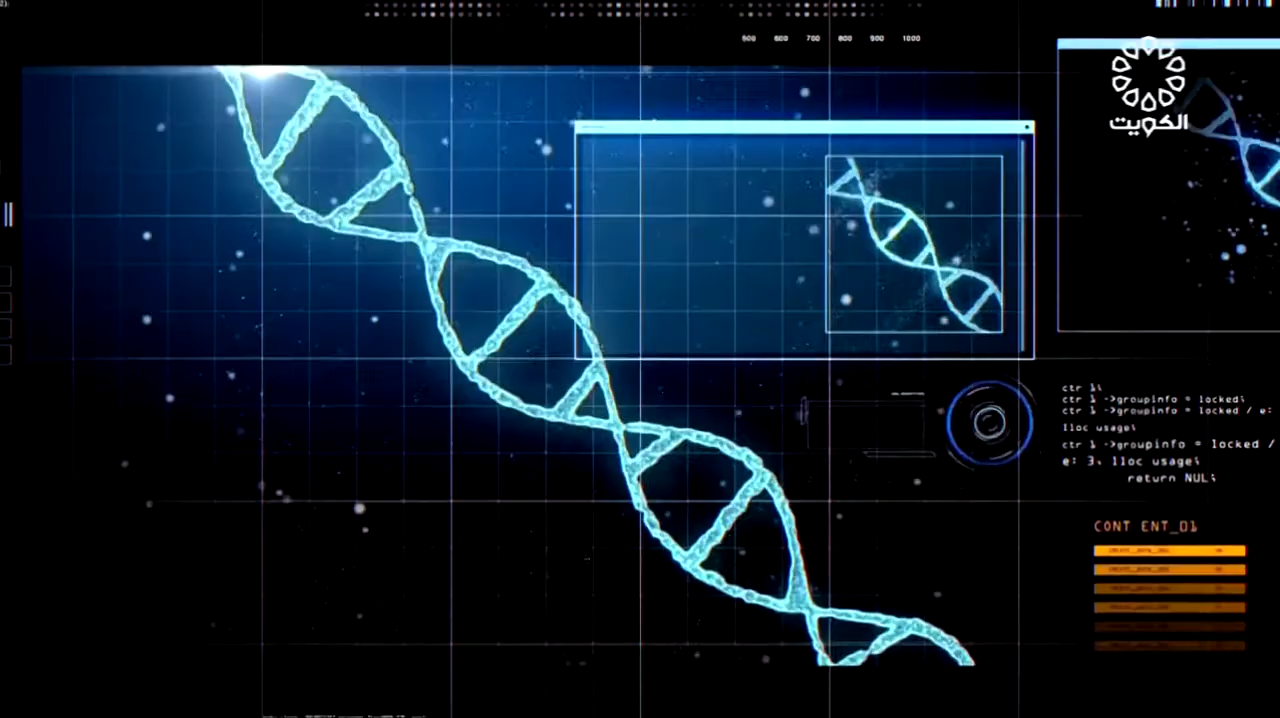 500 600 700 800 900 1000
الكويت
ctr 1;
ctr 1 ->groupinfo = locked;
ctr 1 ->groupinfo = locked / e:
lloc usage;
ctr 1 ->groupinfo = locked /
e: 3. lloc usage;
return NUL;
CONT ENT_01